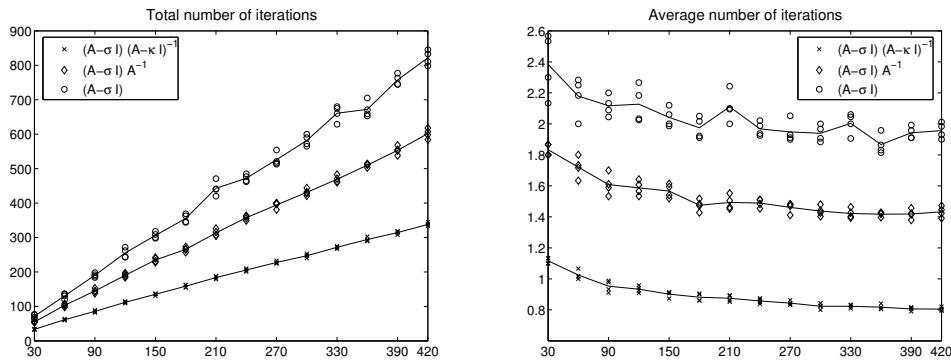 Total number of iterations
900
800
700
600
500
400
300
200
100
0
30 90 150 210 270 330 390 420
(A−σ I) (A−κ I)−1
(A−σ I) A−1
(A−σ I)
Average number of iterations
2.6
2.4
2.2
2
1.8
1.6
1.4
1.2
1
0.8
30 90 150 210 270 330 390 420
(A−σ I) (A−κ I)−1
(A−σ I) A−1
(A−σ I)